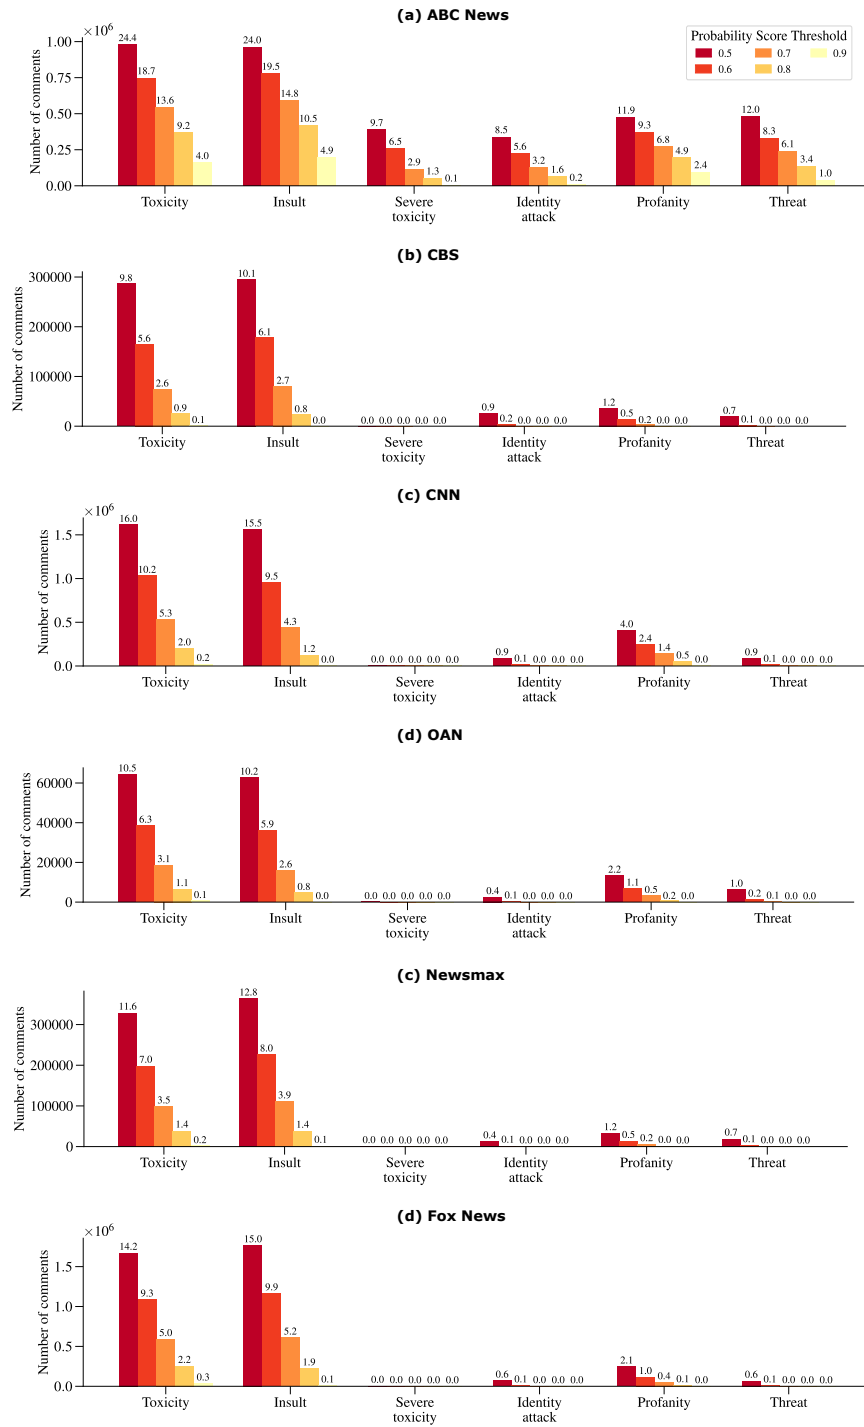 (a) ABC News
×10⁶
Probability Score Threshold
0.5 0.7 0.9
0.6 0.8
Number of comments
1.00
0.75
0.50
0.25
0.00
24.4 18.7 13.6 9.2 4.0
24.0 19.5 14.8 10.5 4.9
9.7 6.5 2.9 1.3 0.1
8.5 5.6 3.2 1.6 0.2
11.9 9.3 6.8 4.9 2.4
12.0 8.3 6.1 3.4 1.0
Toxicity Insult Severe Identity Profanity Threat
toxicity attack
(b) CBS
Number of comments
300000
200000
100000
0
9.8 5.6 2.6 0.9 0.1
10.1 6.1 2.7 0.8 0.0
0.0 0.0 0.0 0.0 0.0
0.9 0.2 0.0 0.0 0.0
1.2 0.5 0.2 0.0 0.0
0.7 0.1 0.0 0.0 0.0
Toxicity Insult Severe Identity Profanity Threat
toxicity attack
(c) CNN
×10⁶
Number of comments
1.5
1.0
0.5
0.0
16.0 10.2 5.3 2.0 0.2
15.5 9.5 4.3 1.2 0.0
0.0 0.0 0.0 0.0 0.0
0.9 0.1 0.0 0.0 0.0
4.0 2.4 1.4 0.5 0.0
0.9 0.1 0.0 0.0 0.0
Toxicity Insult Severe Identity Profanity Threat
toxicity attack
(d) OAN
Number of comments
60000
40000
20000
0
10.5 6.3 3.1 1.1 0.1
10.2 5.9 2.6 0.8 0.0
0.0 0.0 0.0 0.0 0.0
0.4 0.1 0.0 0.0 0.0
2.2 1.1 0.5 0.2 0.0
1.0 0.2 0.1 0.0 0.0
Toxicity Insult Severe Identity Profanity Threat
toxicity attack
(c) Newsmax
Number of comments
300000
200000
100000
0
11.6 7.0 3.5 1.4 0.2
12.8 8.0 3.9 1.4 0.1
0.0 0.0 0.0 0.0 0.0
0.4 0.1 0.0 0.0 0.0
1.2 0.5 0.2 0.0 0.0
0.7 0.1 0.0 0.0 0.0
Toxicity Insult Severe Identity Profanity Threat
toxicity attack
(d) Fox News
×10⁶
Number of comments
1.5
1.0
0.5
0.0
14.2 9.3 5.0 2.2 0.3
15.0 9.9 5.2 1.9 0.1
0.0 0.0 0.0 0.0 0.0
0.6 0.1 0.0 0.0 0.0
2.1 1.0 0.4 0.1 0.0
0.6 0.1 0.0 0.0 0.0
Toxicity Insult Severe Identity Profanity Threat
toxicity attack